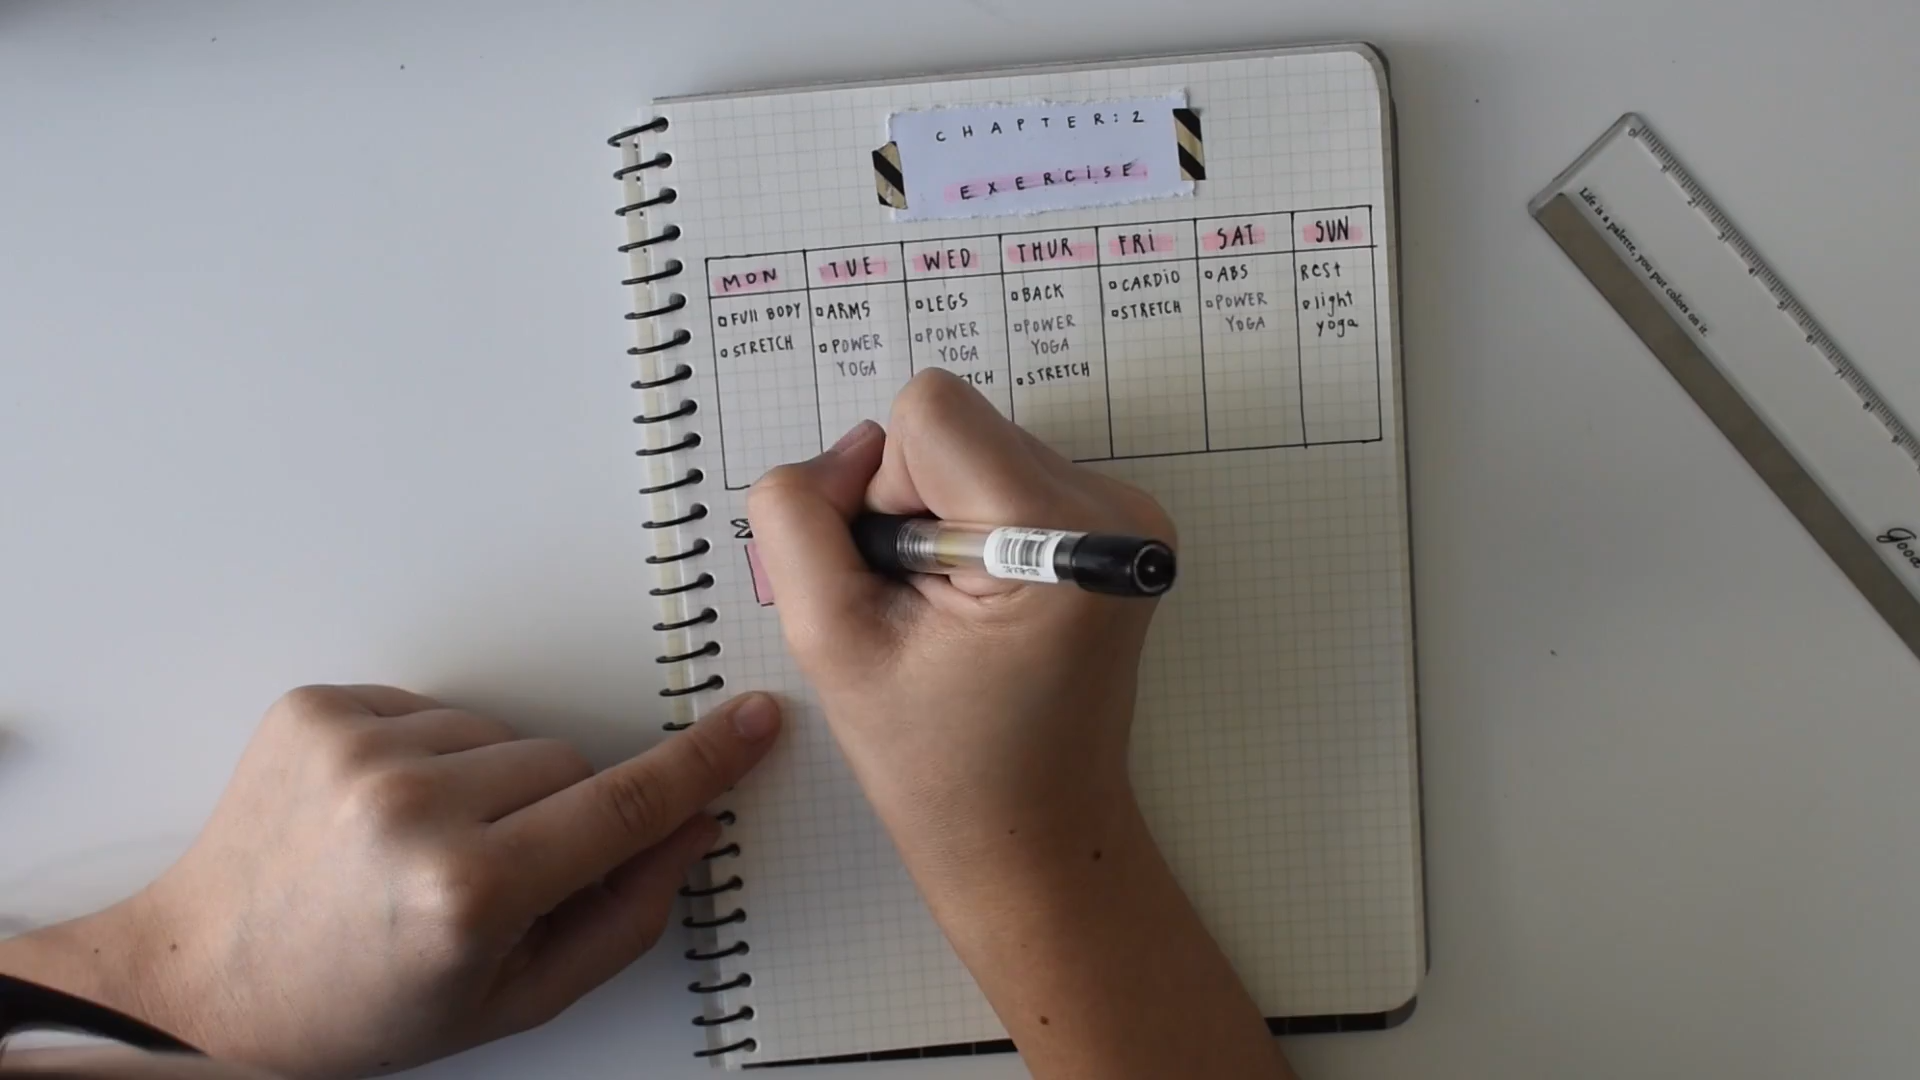 CHAPTER:2
EXERCiSE
MON TUE WED THUR FRi SAT SUN
FUll BODY
STRETCH
ARMS
POWER
YOGA
LEGS
POWER
YOGA
BACK
POWER
YOGA
STRETCH
CARDiO
STRETCH
ABS
POWER
YOGA
REST
light
yoga
Life is a palette, you put colors on it.
Good